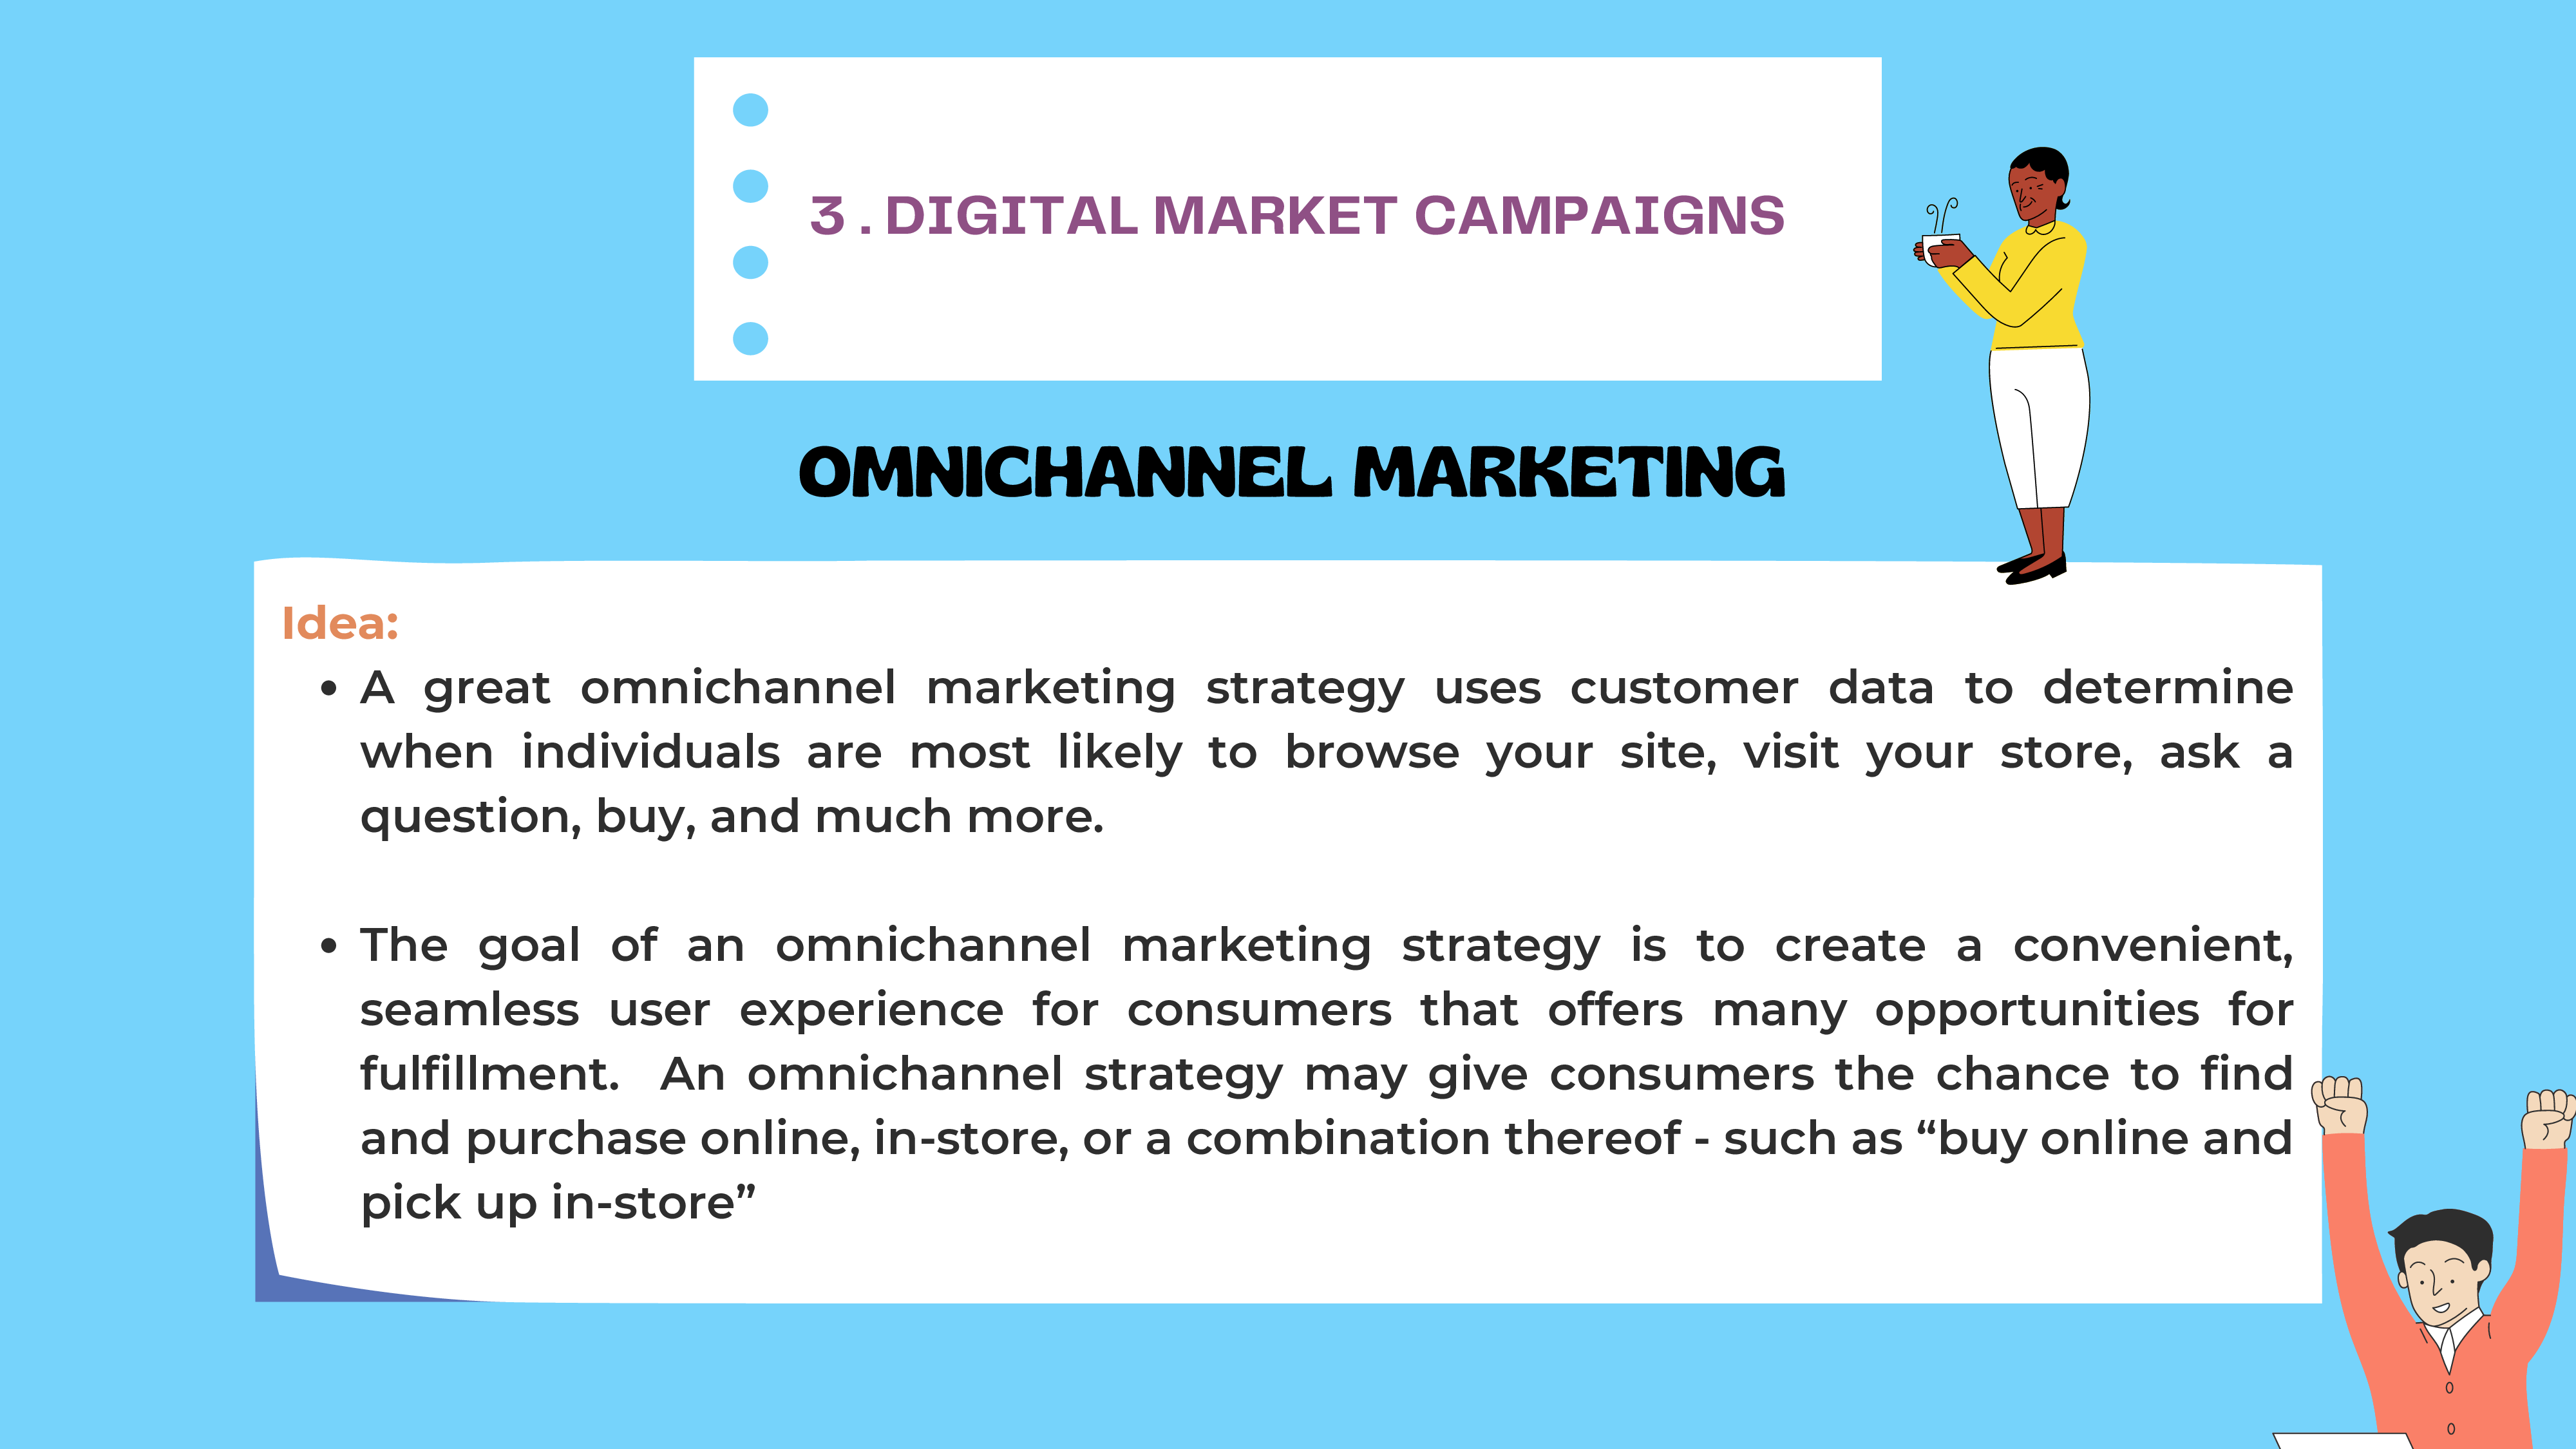 3 . DIGITAL MARKET CAMPAIGNS
OMNICHANNEL MARKETING
Idea:
• A great omnichannel marketing strategy uses customer data to determine
when individuals are most likely to browse your site, visit your store, ask a
question, buy, and much more.
• The goal of an omnichannel marketing strategy is to create a convenient,
seamless user experience for consumers that offers many opportunities for
fulfillment.  An omnichannel strategy may give consumers the chance to find
and purchase online, in-store, or a combination thereof - such as “buy online and
pick up in-store”